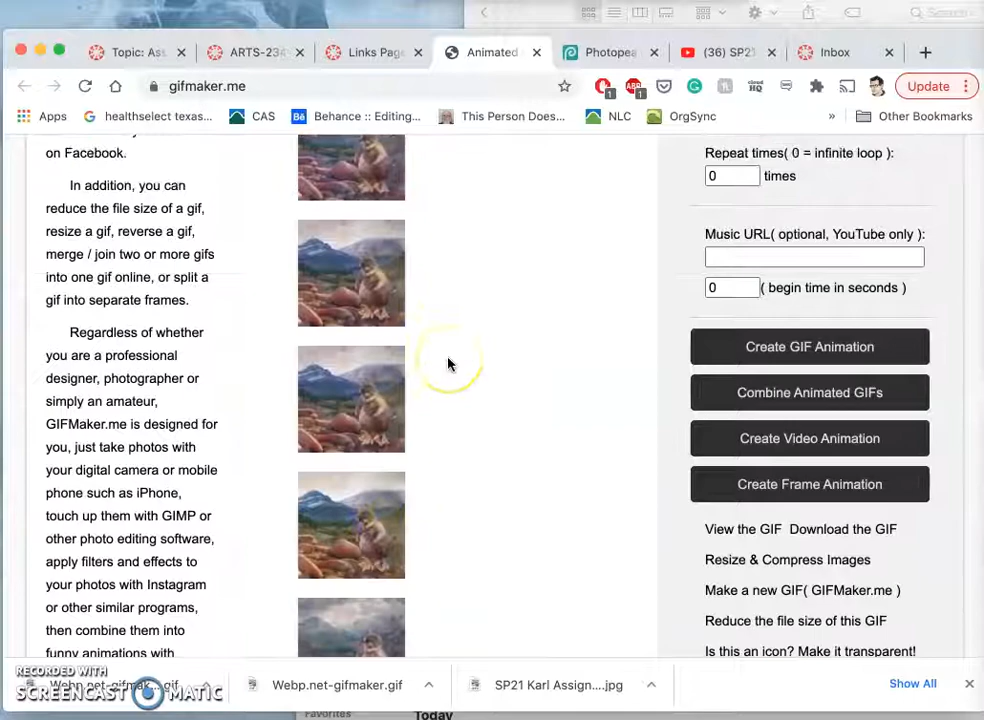 Search
Topic: Ass
ARTS-234
Links Page
Animated
Photopea
(36) SP21
Inbox
gifmaker.me
1
1
Update
Apps
healthselect texas...
CAS
Behance :: Editing...
This Person Does...
NLC
OrgSync
»
Other Bookmarks
on Facebook.
In addition, you can
reduce the file size of a gif,
resize a gif, reverse a gif,
merge / join two or more gifs
into one gif online, or split a
gif into separate frames.
Regardless of whether
you are a professional
designer, photographer or
simply an amateur,
GIFMaker.me is designed for
you, just take photos with
your digital camera or mobile
phone such as iPhone,
touch up them with GIMP or
other photo editing software,
apply filters and effects to
your photos with Instagram
or other similar programs,
then combine them into
funny animations with
Repeat times( 0 = infinite loop ):
0 times
Music URL( optional, YouTube only ):
0 ( begin time in seconds )
Create GIF Animation
Combine Animated GIFs
Create Video Animation
Create Frame Animation
View the GIF Download the GIF
Resize & Compress Images
Make a new GIF( GIFMaker.me )
Reduce the file size of this GIF
Is this an icon? Make it transparent!
RECORDED WITH
SCREENCAST MATIC
Webp.net-gifmaker.gif
SP21 Karl Assign....jpg
Show All
Favorites
Today